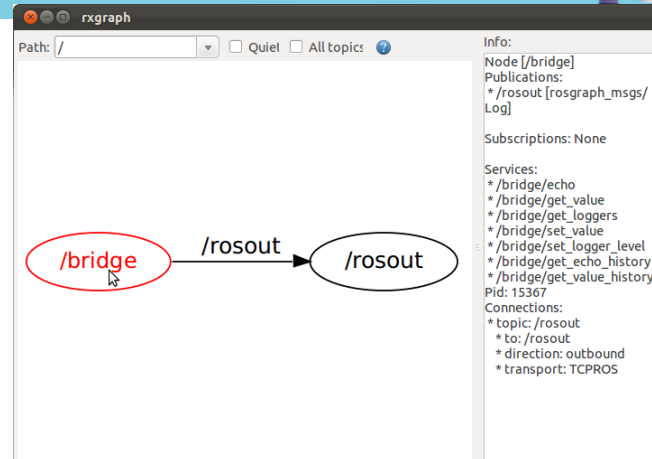 rxgraph
Path: / Quiet All topics ?
Info:
Node [/bridge]
Publications:
* /rosout [rosgraph_msgs/
Log]
Subscriptions: None
Services:
* /bridge/echo
* /bridge/get_value
* /bridge/get_loggers
* /bridge/set_value
* /bridge/set_logger_level
* /bridge/get_echo_history
* /bridge/get_value_history
Pid: 15367
Connections:
* topic: /rosout
* to: /rosout
* direction: outbound
* transport: TCPROS
/bridge /rosout /rosout